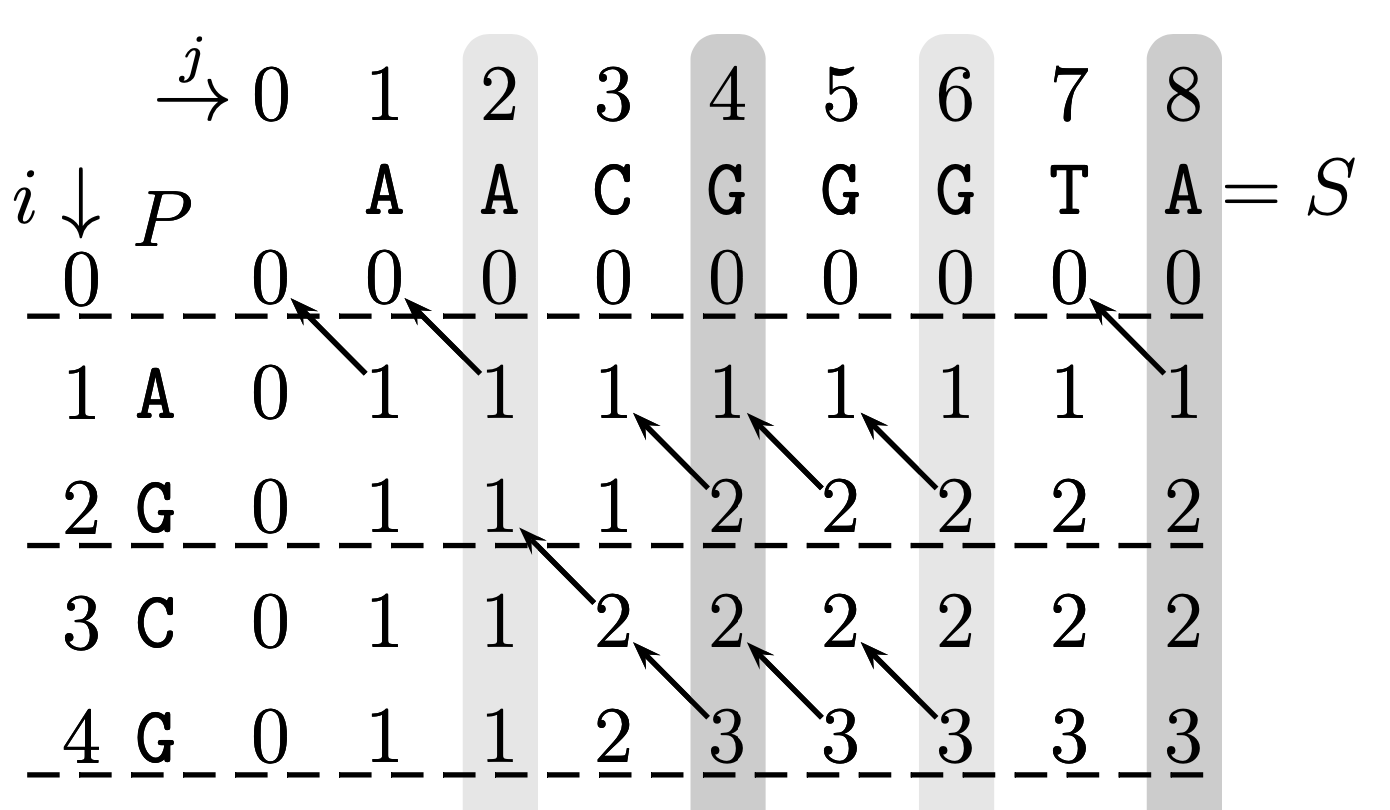 j → 0 1 2 3 4 5 6 7 8
i ↓ P A A C G G G T A = S
0 0 0 0 0 0 0 0 0 0
1 A 0 1 1 1 1 1 1 1 1
2 G 0 1 1 1 2 2 2 2 2
3 C 0 1 1 2 2 2 2 2 2
4 G 0 1 1 2 3 3 3 3 3